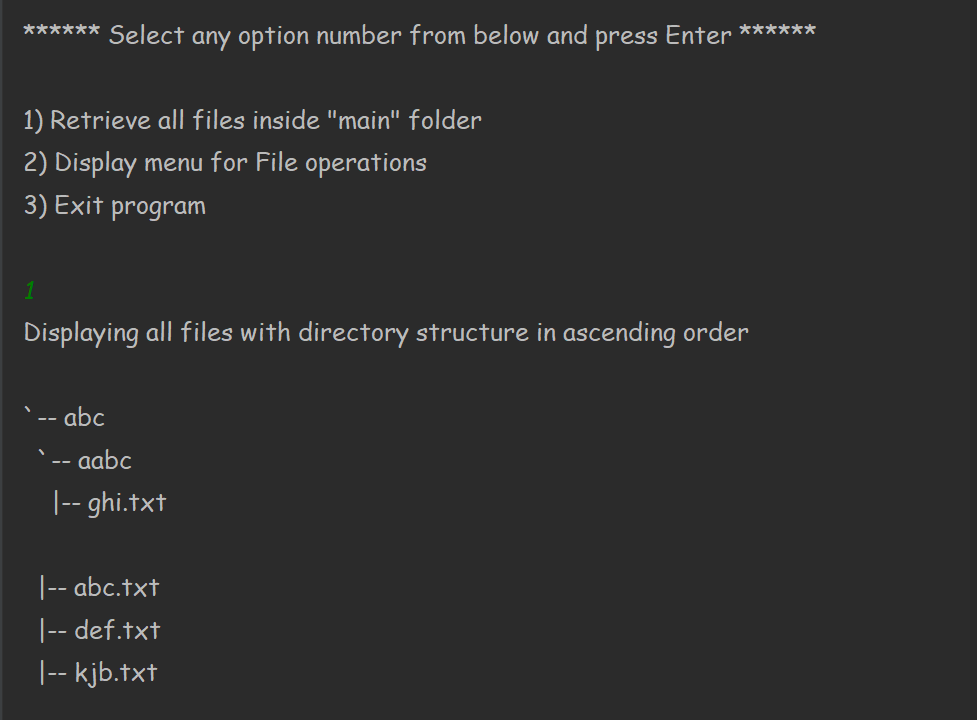 ****** Select any option number from below and press Enter ******
1) Retrieve all files inside "main" folder
2) Display menu for File operations
3) Exit program
1
Displaying all files with directory structure in ascending order
`-- abc
`-- aabc
|-- ghi.txt
|-- abc.txt
|-- def.txt
|-- kjb.txt